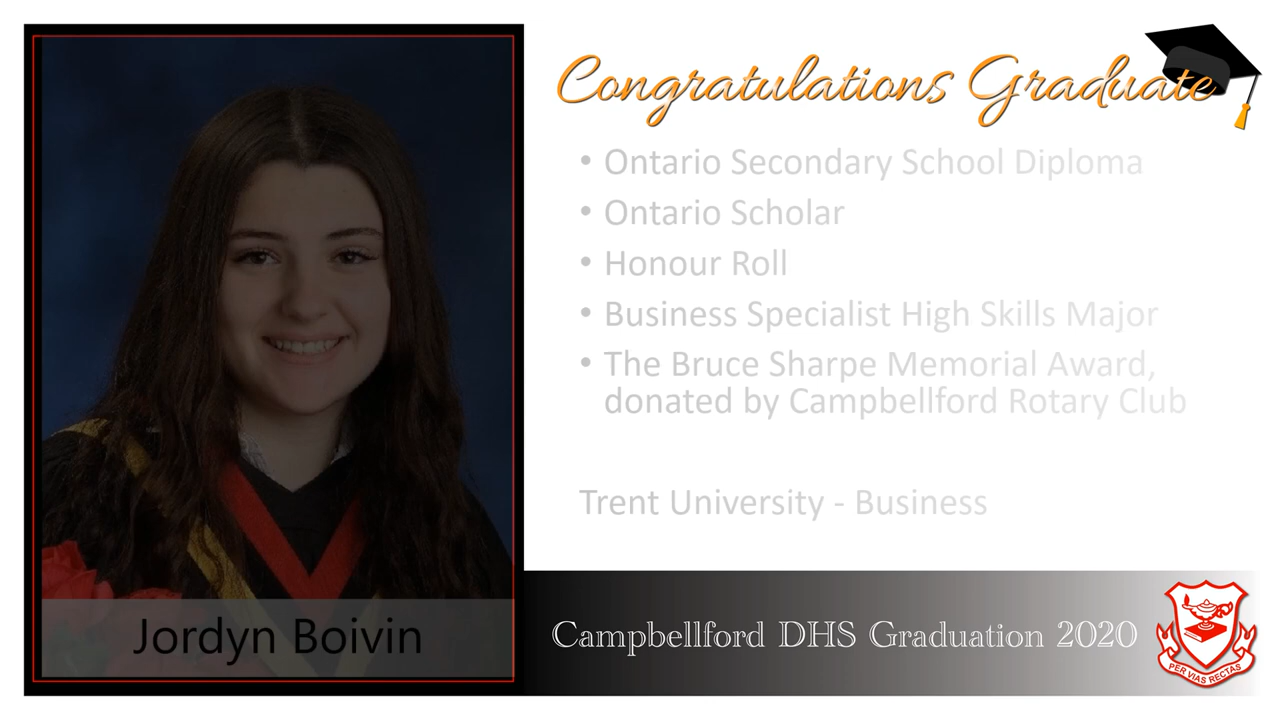 Congratulations Graduate
• Ontario Secondary School Diploma
• Ontario Scholar
• Honour Roll
• Business Specialist High Skills Major
• The Bruce Sharpe Memorial Award,
donated by Campbellford Rotary Club
Trent University - Business
Jordyn Boivin
Campbellford DHS Graduation 2020
PER VIAS RECTAS